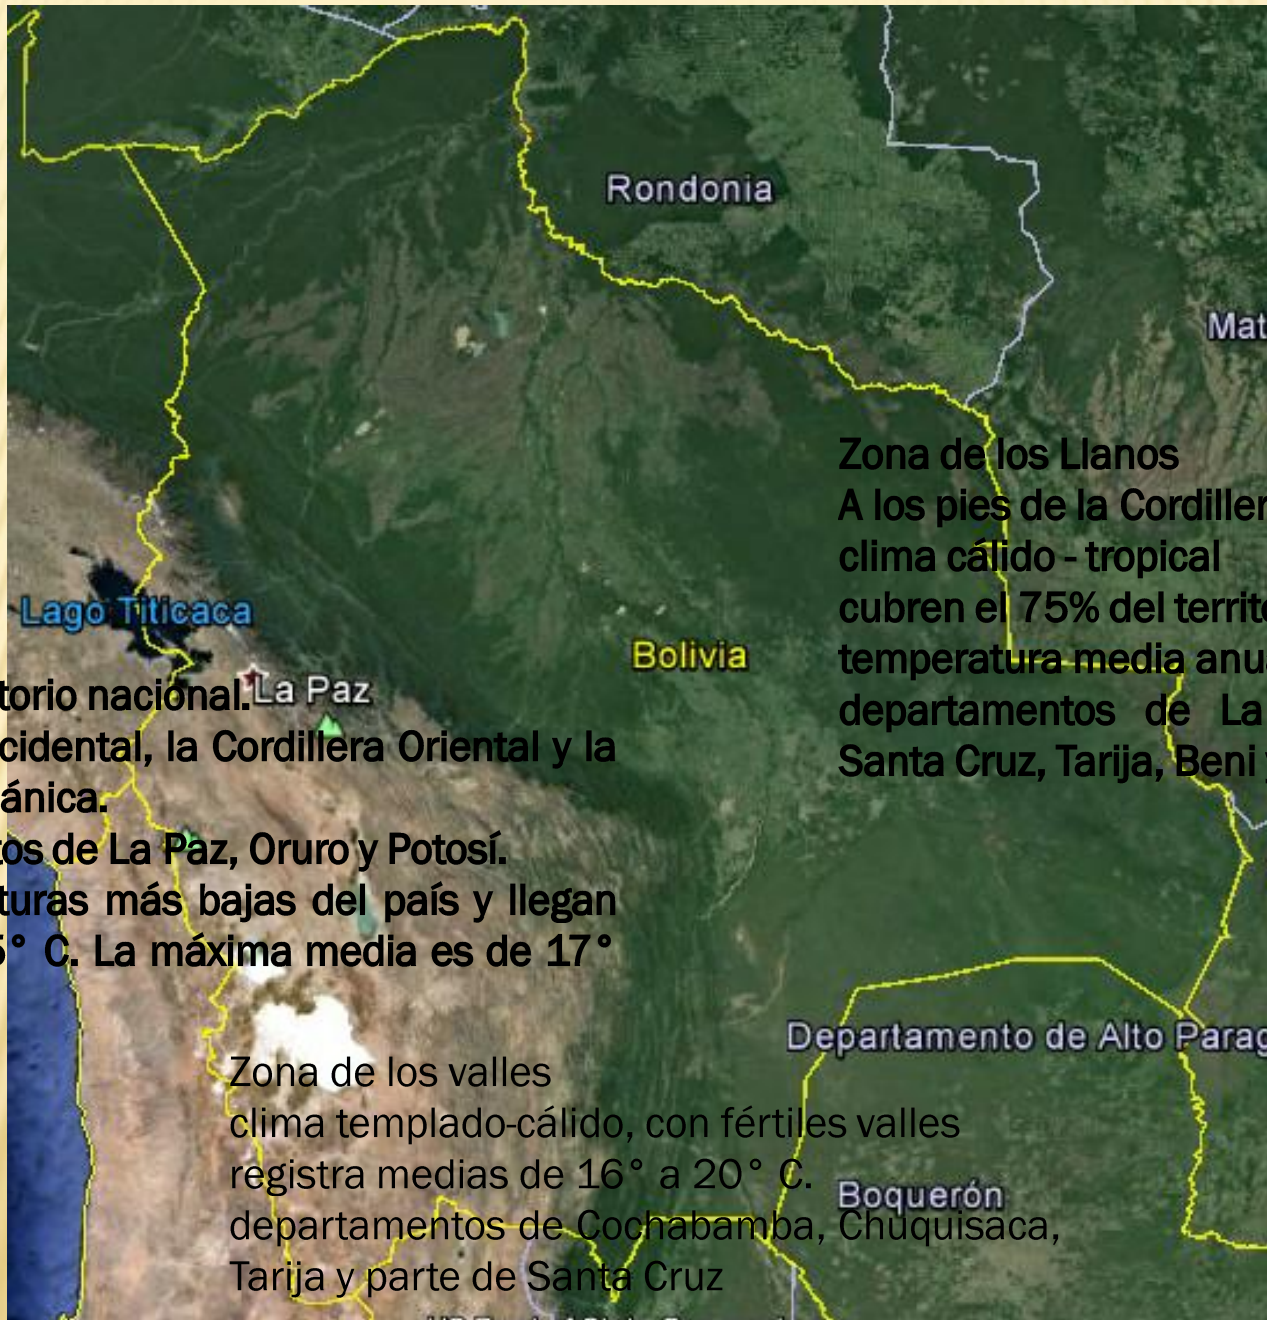 Rondonia
Mat
Zona de los Llanos
A los pies de la Cordiller
clima cálido - tropical
cubren el 75% del territo
temperatura media anua
departamentos de La
Santa Cruz, Tarija, Beni y
Lago Titicaca
Bolivia
La Paz
torio nacional.
cidental, la Cordillera Oriental y la
ánica.
tos de La Paz, Oruro y Potosí.
turas más bajas del país y llegan
5° C. La máxima media es de 17°
Departamento de Alto Parag
Zona de los valles
clima templado-cálido, con fértiles valles
registra medias de 16° a 20° C.
departamentos de Cochabamba, Chuquisaca,
Tarija y parte de Santa Cruz
Boquerón